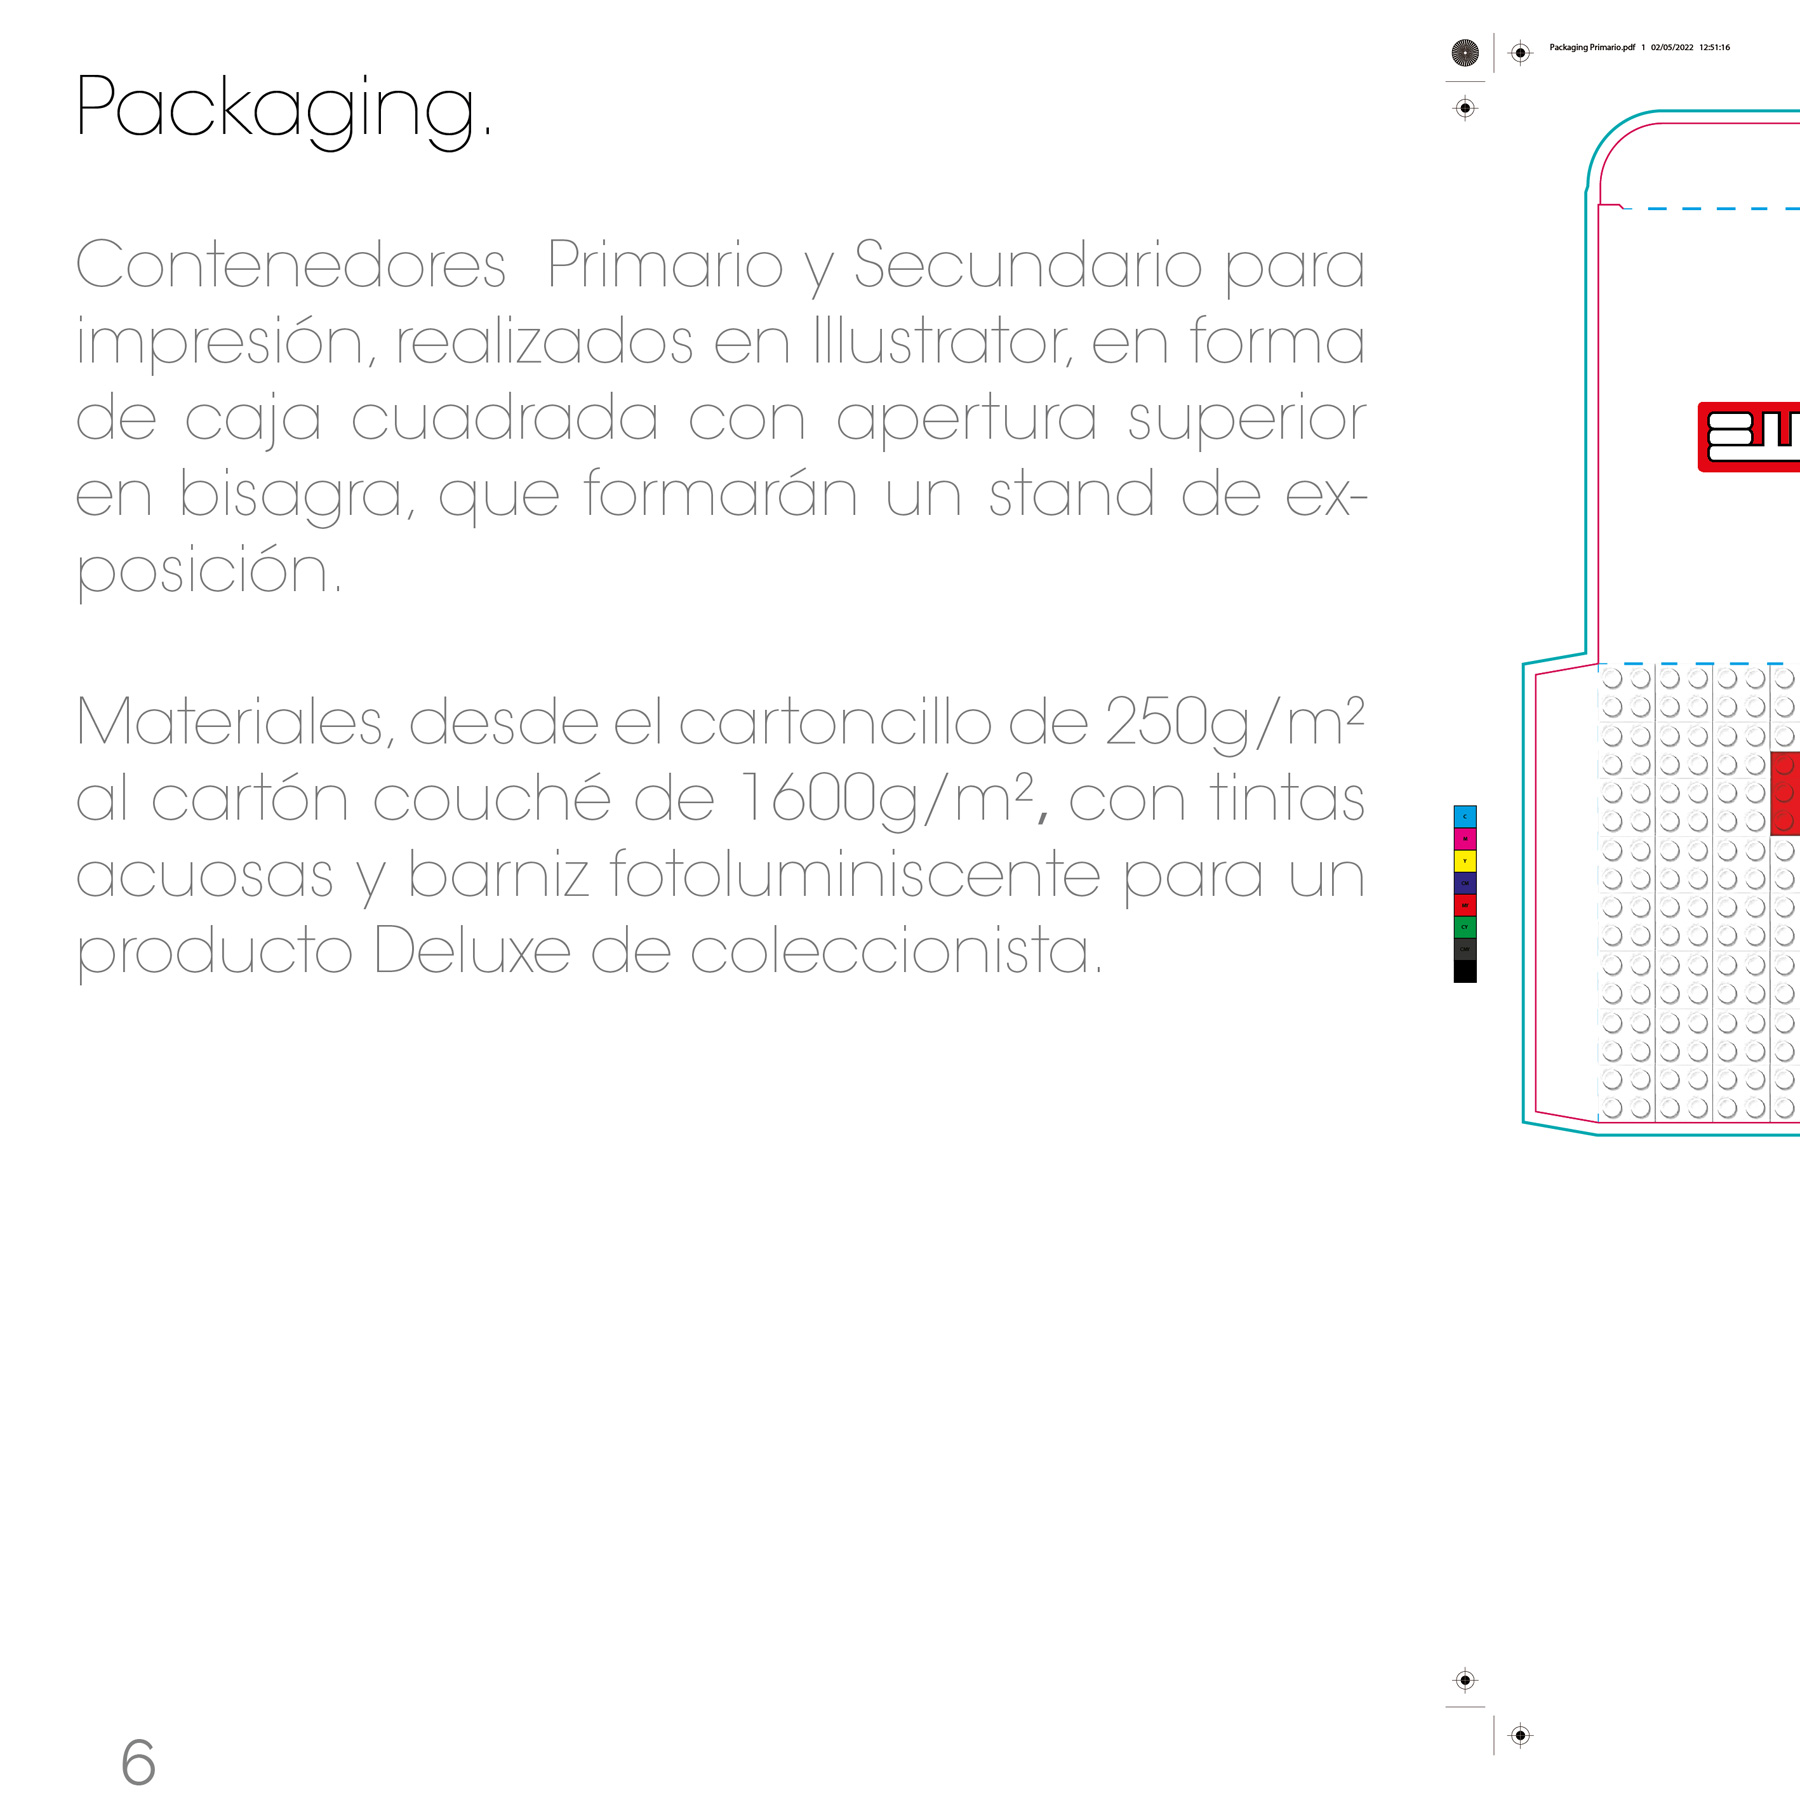 Packaging.
Contenedores Primario y Secundario para
impresión, realizados en Illustrator, en forma
de caja cuadrada con apertura superior
en bisagra, que formarán un stand de ex-
posición.
Materiales, desde el cartoncillo de 250g/m²
al cartón couché de 1600g/m², con tintas
acuosas y barniz fotoluminiscente para un
producto Deluxe de coleccionista.
6
Packaging Primario.pdf 1 02/05/2022 12:51:16
C
M
Y
CM
MY
CY
CMY